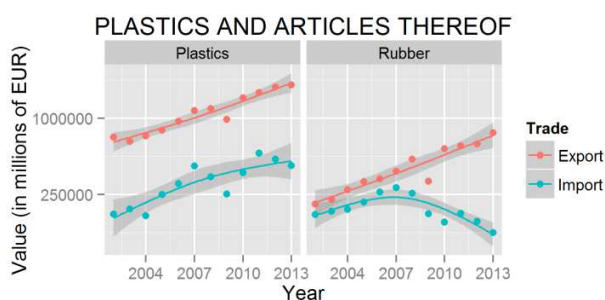 PLASTICS AND ARTICLES THEREOF
Plastics
Rubber
Value (in millions of EUR)
1000000
250000
Trade
Export
Import
2004 2007 2010 2013
2004 2007 2010 2013
Year